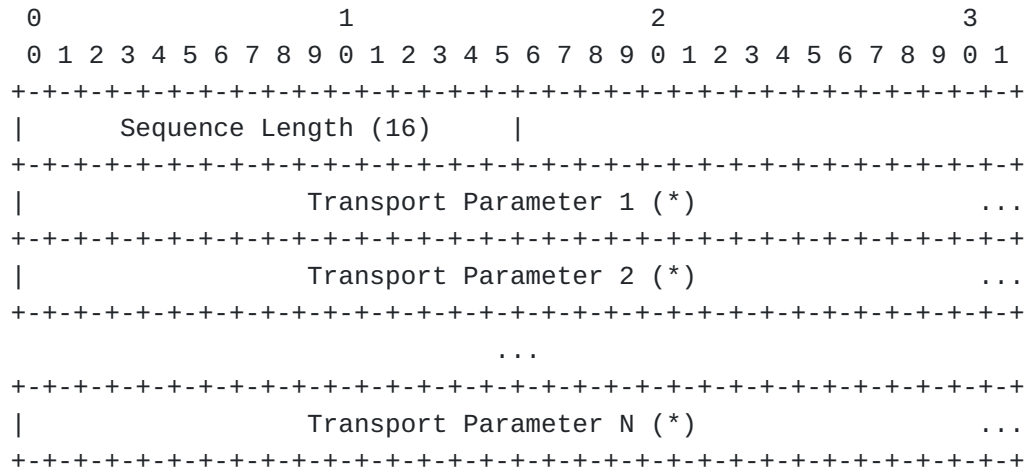 0                   1                   2                   3
 0 1 2 3 4 5 6 7 8 9 0 1 2 3 4 5 6 7 8 9 0 1 2 3 4 5 6 7 8 9 0 1
+-+-+-+-+-+-+-+-+-+-+-+-+-+-+-+-+-+-+-+-+-+-+-+-+-+-+-+-+-+-+-+-+
|      Sequence Length (16)     |
+-+-+-+-+-+-+-+-+-+-+-+-+-+-+-+-+-+-+-+-+-+-+-+-+-+-+-+-+-+-+-+-+
|                  Transport Parameter 1 (*)                  ...
+-+-+-+-+-+-+-+-+-+-+-+-+-+-+-+-+-+-+-+-+-+-+-+-+-+-+-+-+-+-+-+-+
|                  Transport Parameter 2 (*)                  ...
+-+-+-+-+-+-+-+-+-+-+-+-+-+-+-+-+-+-+-+-+-+-+-+-+-+-+-+-+-+-+-+-+
                               ...
+-+-+-+-+-+-+-+-+-+-+-+-+-+-+-+-+-+-+-+-+-+-+-+-+-+-+-+-+-+-+-+-+
|                  Transport Parameter N (*)                  ...
+-+-+-+-+-+-+-+-+-+-+-+-+-+-+-+-+-+-+-+-+-+-+-+-+-+-+-+-+-+-+-+-+